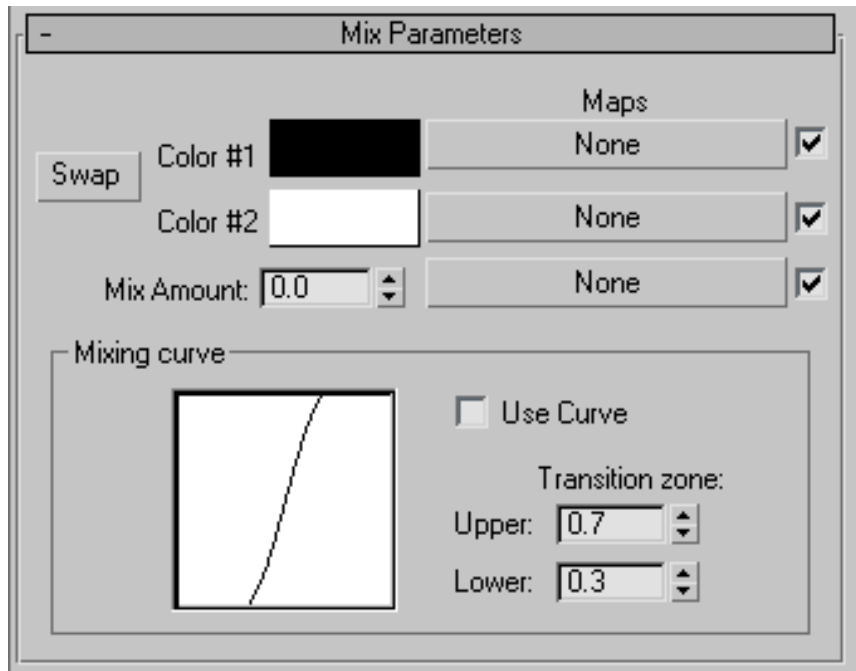 - Mix Parameters
Maps
Swap Color #1 None
Color #2 None
Mix Amount: 0.0 None
Mixing curve
Use Curve
Transition zone:
Upper: 0.7
Lower: 0.3